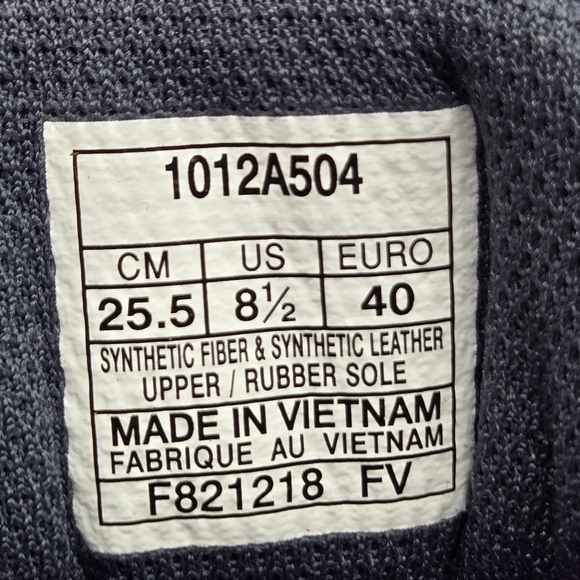 1012A504
CM US EURO
25.5 8½ 40
SYNTHETIC FIBER & SYNTHETIC LEATHER
UPPER / RUBBER SOLE
MADE IN VIETNAM
FABRIQUE AU VIETNAM
F821218 FV